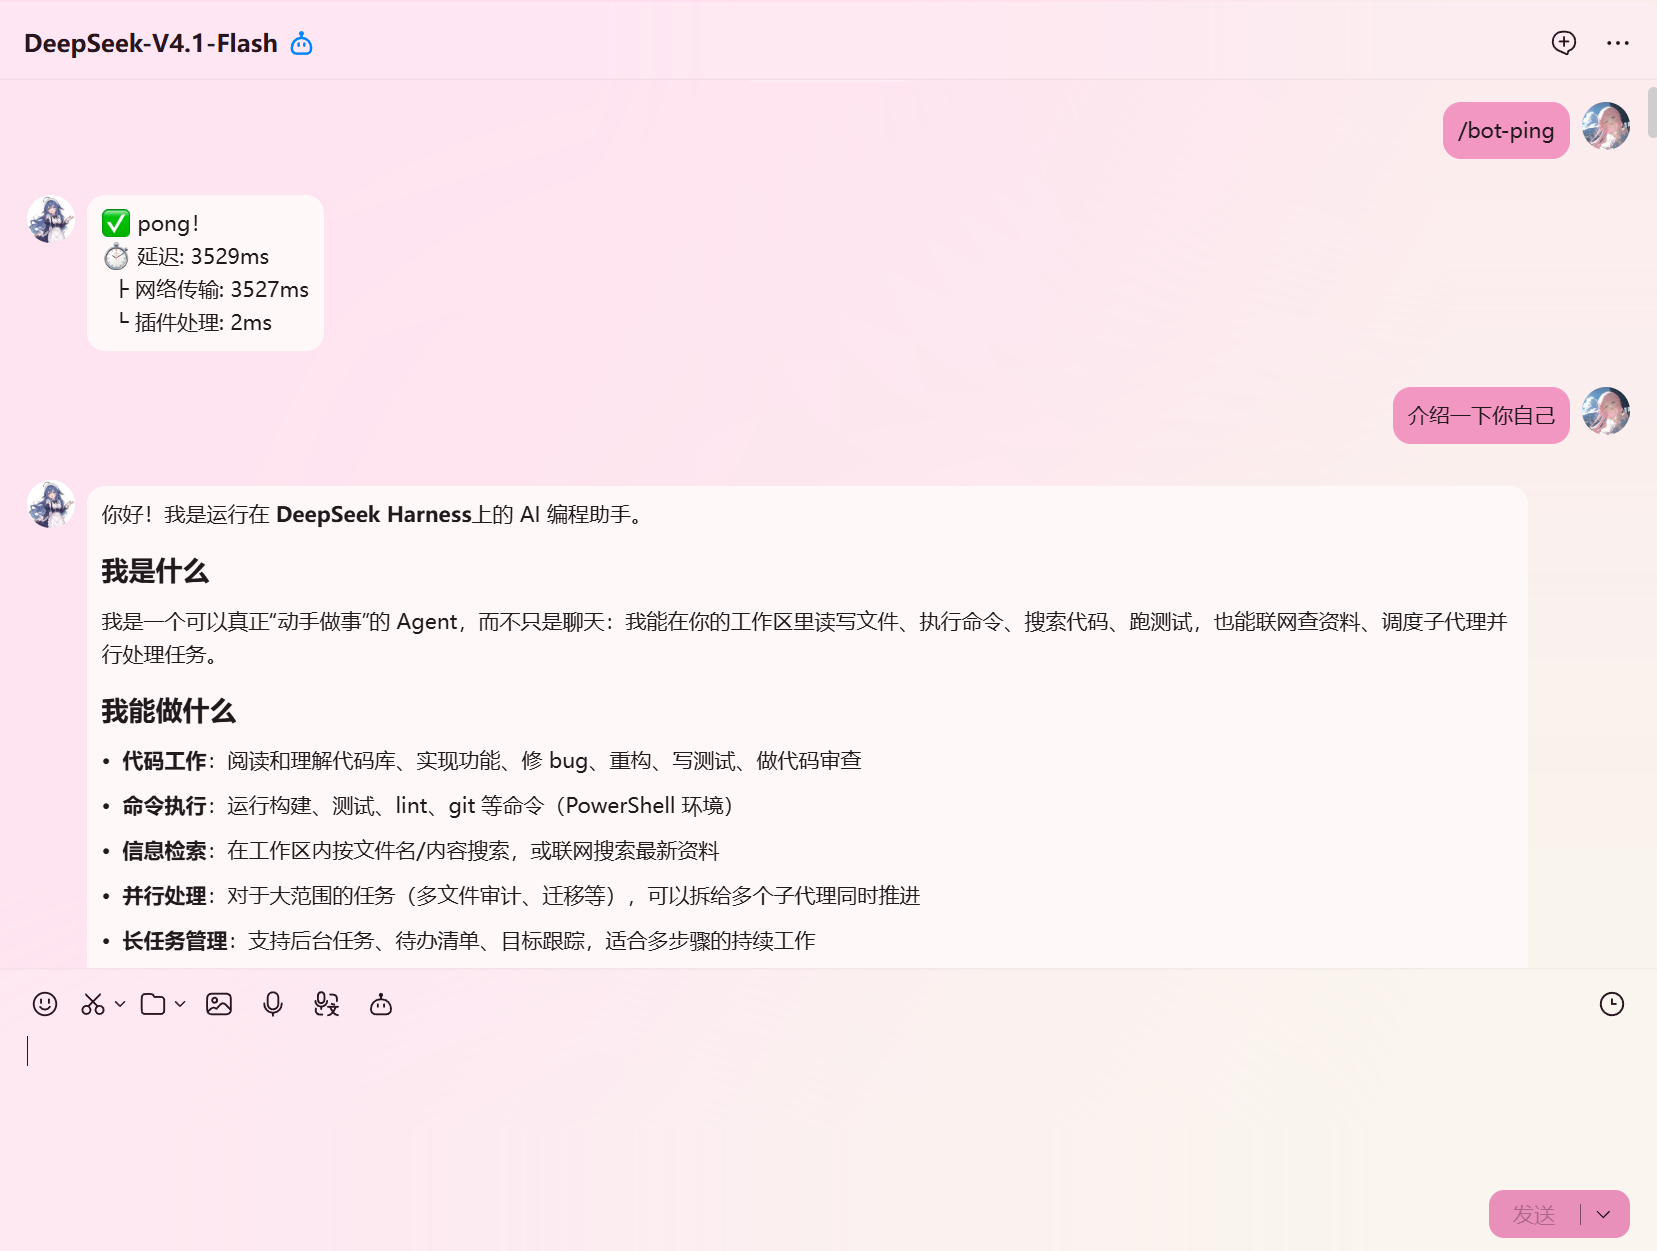 DeepSeek-V4.1-Flash
/bot-ping
✅ pong！
⏱ 延迟: 3529ms
├ 网络传输: 3527ms
└ 插件处理: 2ms
介绍一下你自己
你好！我是运行在 DeepSeek Harness上的 AI 编程助手。
我是什么
我是一个可以真正“动手做事”的 Agent，而不只是聊天：我能在你的工作区里读写文件、执行命令、搜索代码、跑测试，也能联网查资料、调度子代理并
行处理任务。
我能做什么
• 代码工作：阅读和理解代码库、实现功能、修 bug、重构、写测试、做代码审查
• 命令执行：运行构建、测试、lint、git 等命令（PowerShell 环境）
• 信息检索：在工作区内按文件名/内容搜索，或联网搜索最新资料
• 并行处理：对于大范围的任务（多文件审计、迁移等），可以拆给多个子代理同时推进
• 长任务管理：支持后台任务、待办清单、目标跟踪，适合多步骤的持续工作
发送